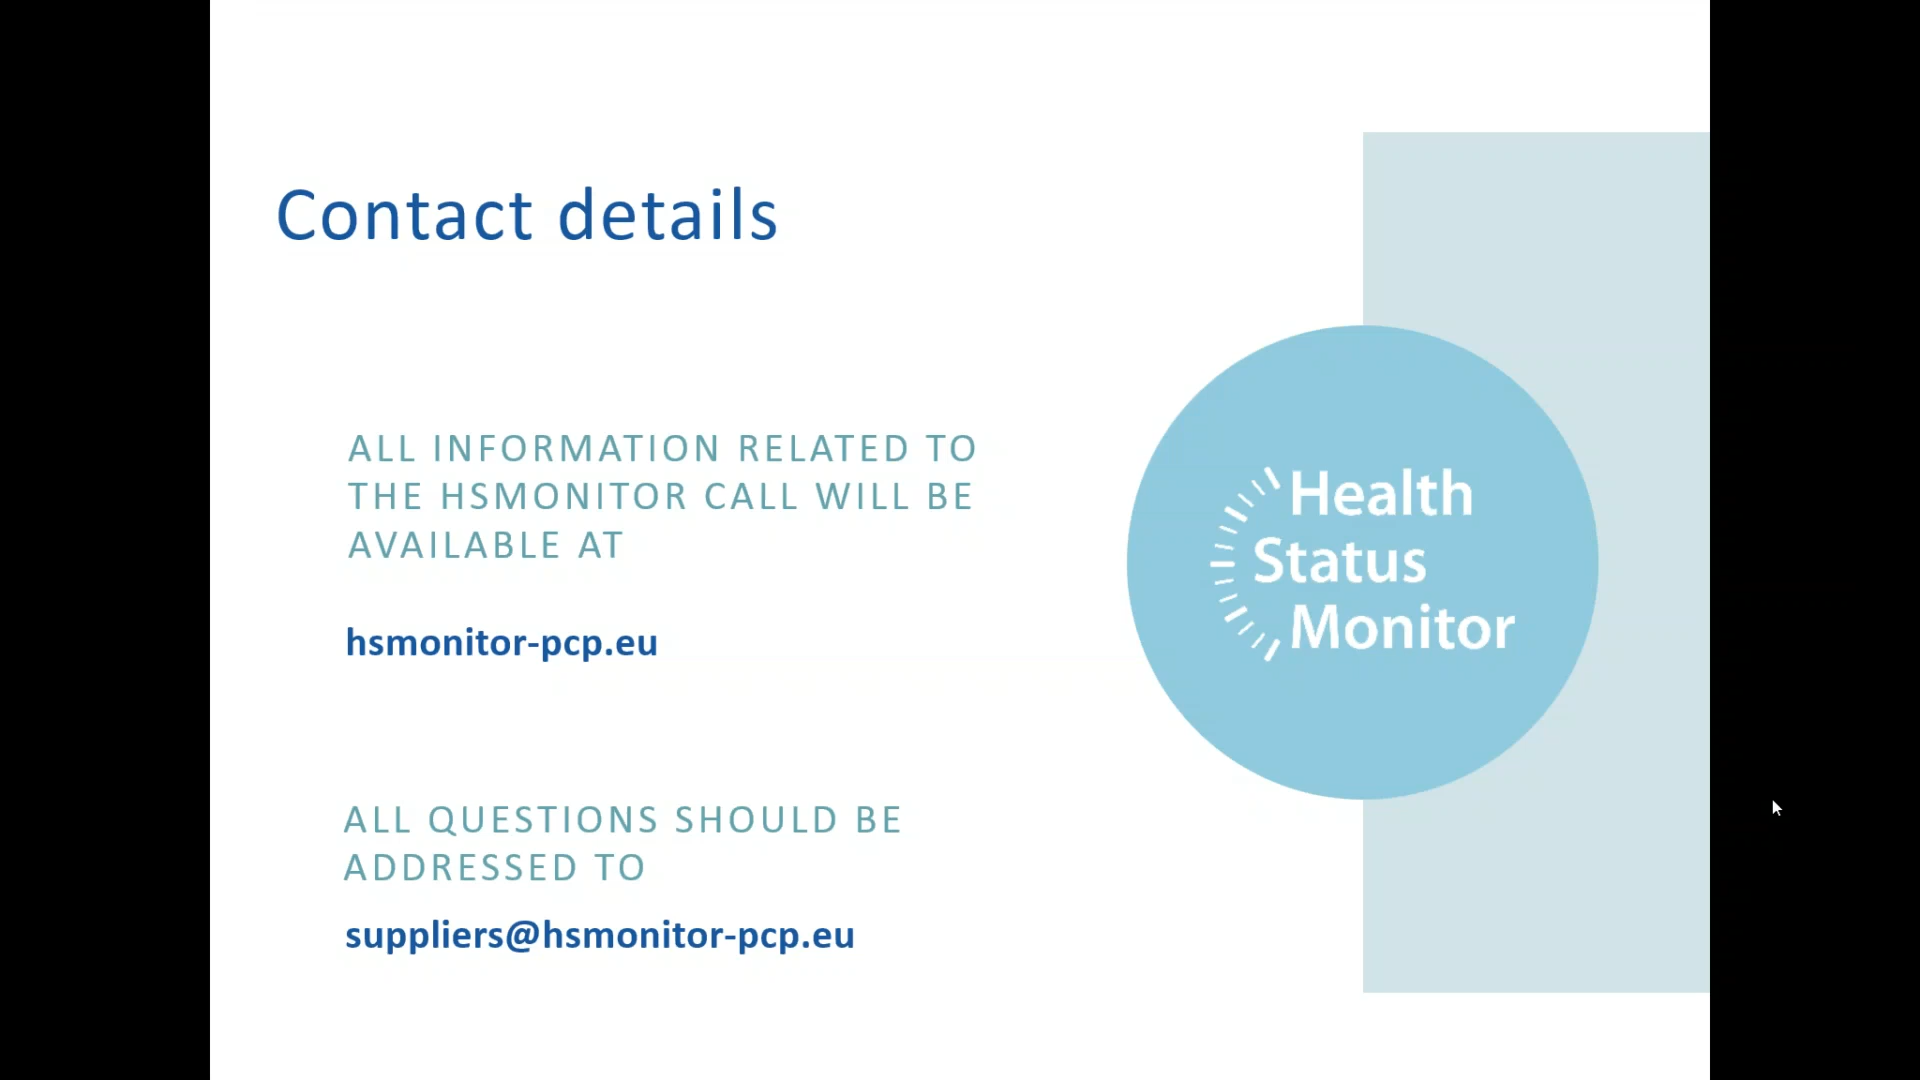 Contact details
ALL INFORMATION RELATED TO
THE HSMONITOR CALL WILL BE
AVAILABLE AT
hsmonitor-pcp.eu
ALL QUESTIONS SHOULD BE
ADDRESSED TO
suppliers@hsmonitor-pcp.eu
Health
Status
Monitor